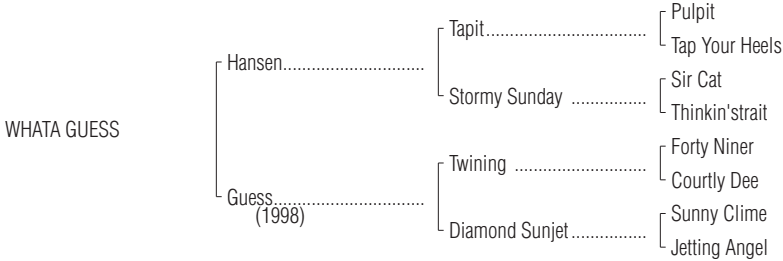 Pulpit
Tapit................................
Tap Your Heels
Hansen...........................
Sir Cat
Stormy Sunday ................
Thinkin'strait
WHATA GUESS
Forty Niner
Twining ..........................
Courtly Dee
Guess.............................
(1998)
Sunny Clime
Diamond Sunjet...............
Jetting Angel